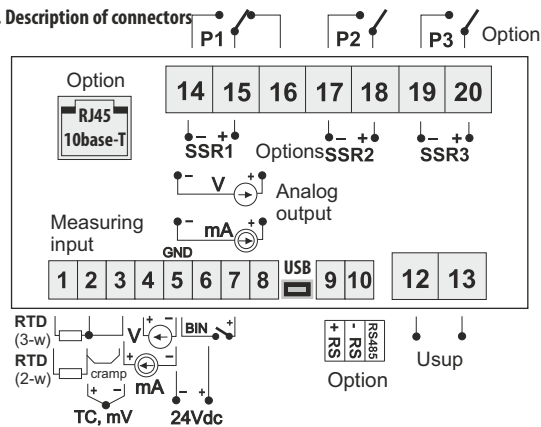 . Description of connectors
P1 P2 P3 Option
Option
RJ45
10base-T
14 15 16 17 18 19 20
- + - + - +
SSR1 Options SSR2 SSR3
- V +
Analog
output
- mA +
Measuring
input
GND
USB
1 2 3 4 5 6 7 8 9 10 12 13
RTD
(3-w)
+ V - BIN +
RTD
(2-w)
cramp
+ mA -
+ -
TC, mV
- +
24Vdc
+ RS
- RS
RS485
Option
Usup